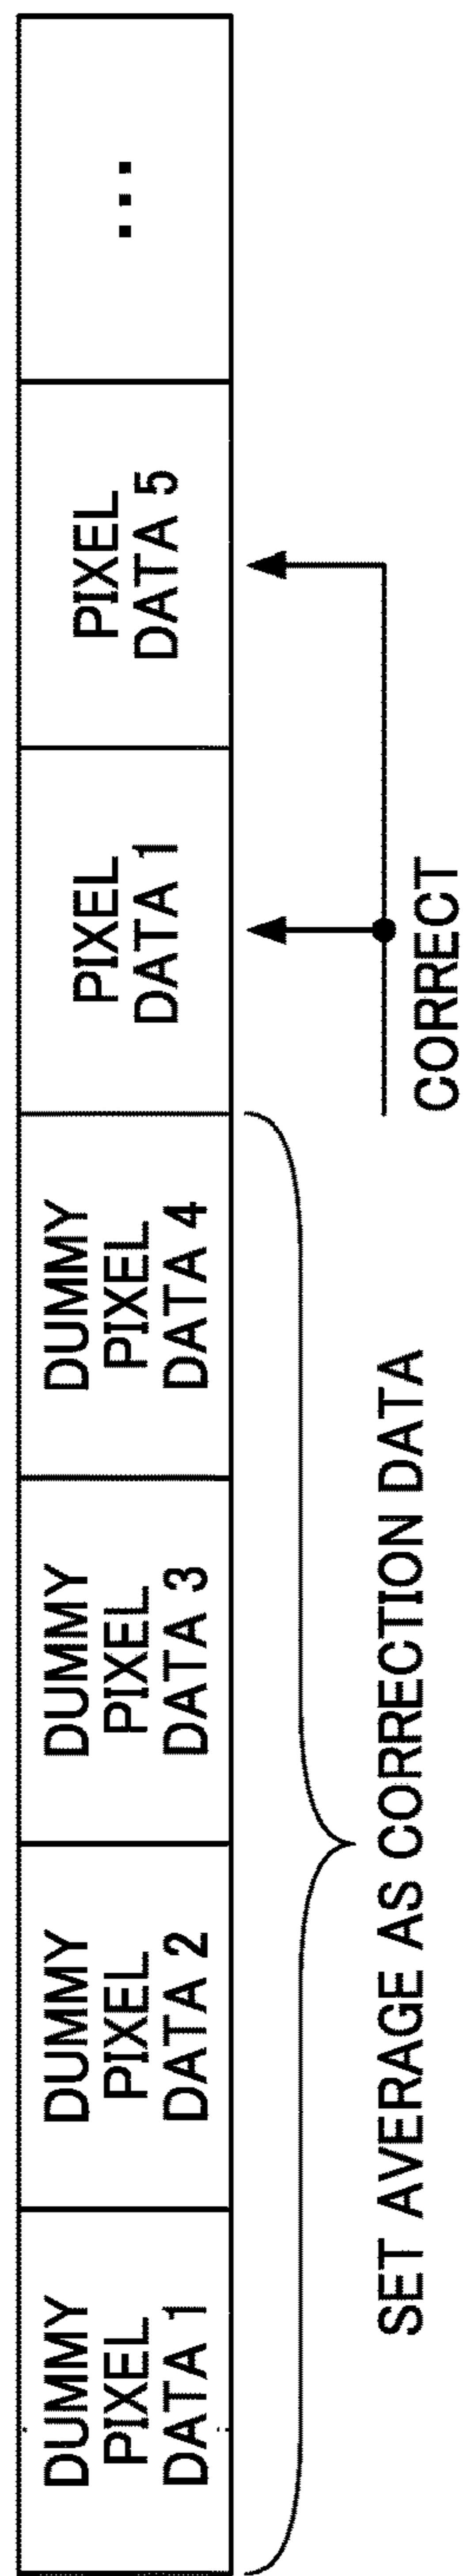 DUMMY
PIXEL
DATA 1
DUMMY
PIXEL
DATA 2
DUMMY
PIXEL
DATA 3
DUMMY
PIXEL
DATA 4
PIXEL
DATA 1
PIXEL
DATA 5
...
SET AVERAGE AS CORRECTION DATA
CORRECT